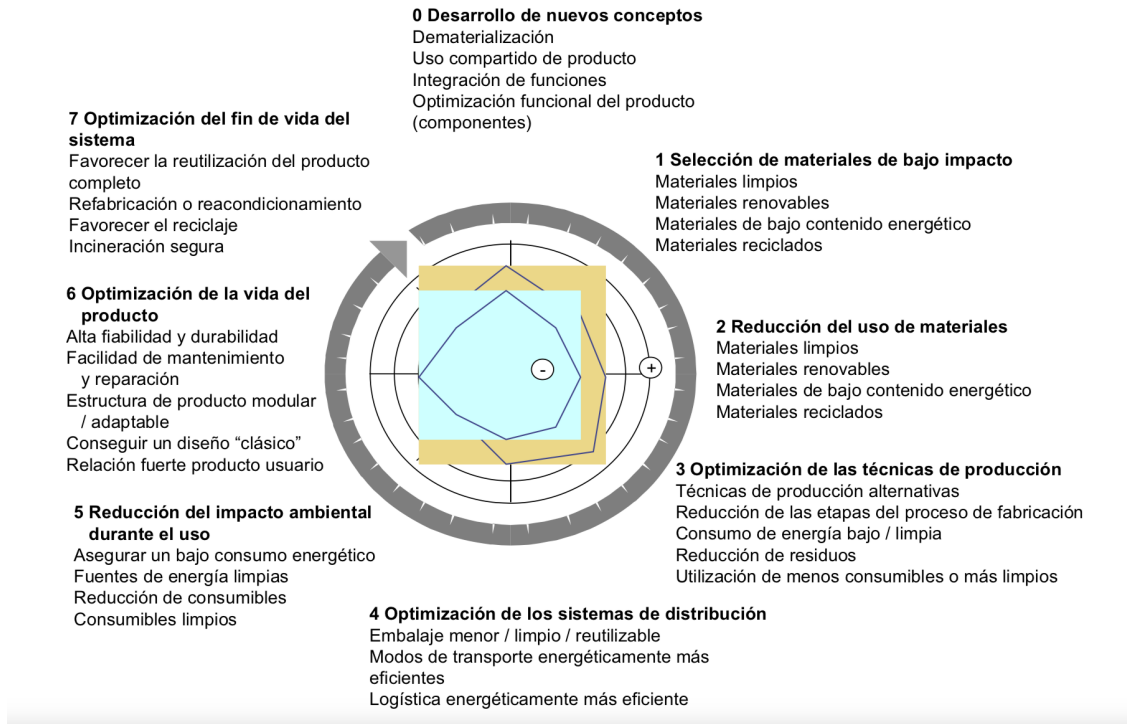 0 Desarrollo de nuevos conceptos
Dematerialización
Uso compartido de producto
Integración de funciones
Optimización funcional del producto
(componentes)
1 Selección de materiales de bajo impacto
Materiales limpios
Materiales renovables
Materiales de bajo contenido energético
Materiales reciclados
2 Reducción del uso de materiales
Materiales limpios
Materiales renovables
Materiales de bajo contenido energético
Materiales reciclados
3 Optimización de las técnicas de producción
Técnicas de producción alternativas
Reducción de las etapas del proceso de fabricación
Consumo de energía bajo / limpia
Reducción de residuos
Utilización de menos consumibles o más limpios
4 Optimización de los sistemas de distribución
Embalaje menor / limpio / reutilizable
Modos de transporte energéticamente más
eficientes
Logística energéticamente más eficiente
5 Reducción del impacto ambiental
durante el uso
Asegurar un bajo consumo energético
Fuentes de energía limpias
Reducción de consumibles
Consumibles limpios
6 Optimización de la vida del
producto
Alta fiabilidad y durabilidad
Facilidad de mantenimiento
y reparación
Estructura de producto modular
/ adaptable
Conseguir un diseño “clásico”
Relación fuerte producto usuario
7 Optimización del fin de vida del
sistema
Favorecer la reutilización del producto
completo
Refabricación o reacondicionamiento
Favorecer el reciclaje
Incineración segura
-
+